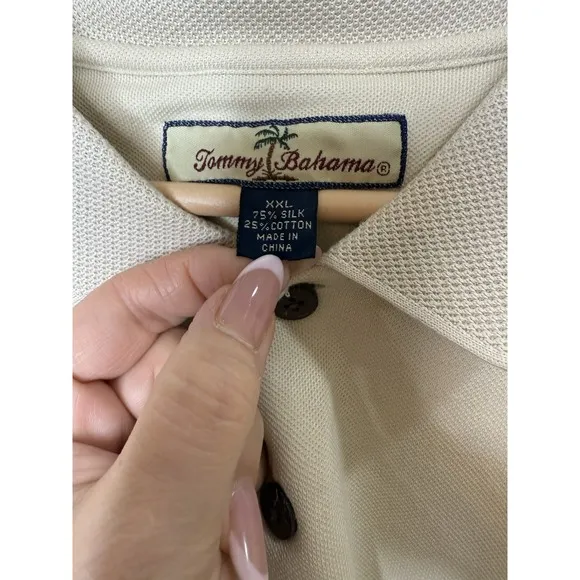 Tommy Bahama ®
XXL
75% SILK
25% COTTON
MADE IN
CHINA